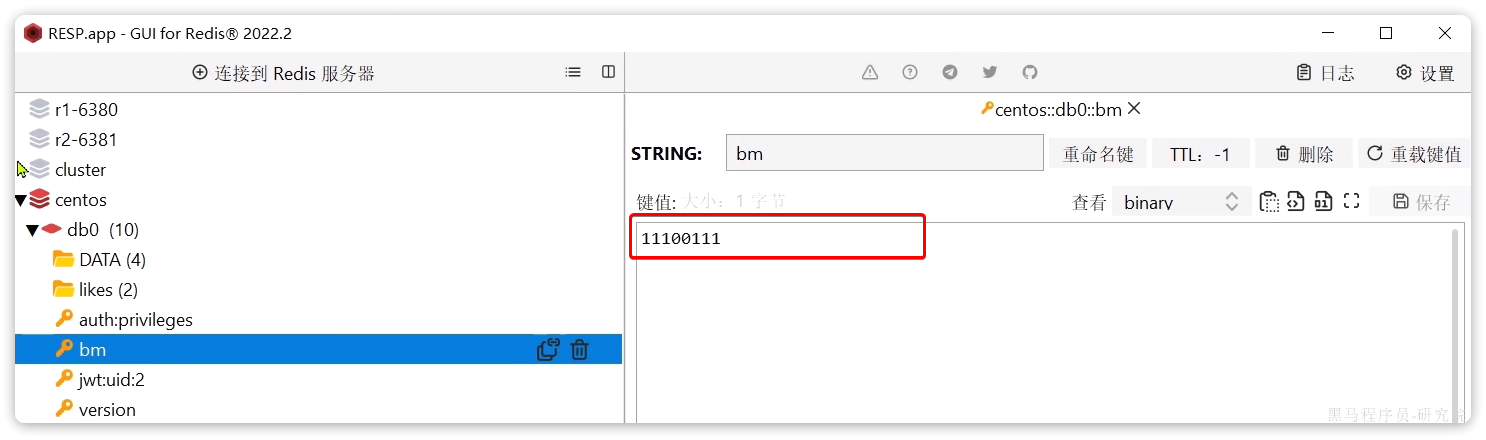 RESP.app - GUI for Redis® 2022.2
连接到 Redis 服务器
日志
设置
r1-6380
r2-6381
cluster
centos
db0 (10)
DATA (4)
likes (2)
auth:privileges
bm
jwt:uid:2
version
centos::db0::bm
STRING:
bm
重命名键
TTL: -1
删除
重载键值
键值:
大小: 1 字节
查看
binary
保存
11100111
黑马程序员-研究院